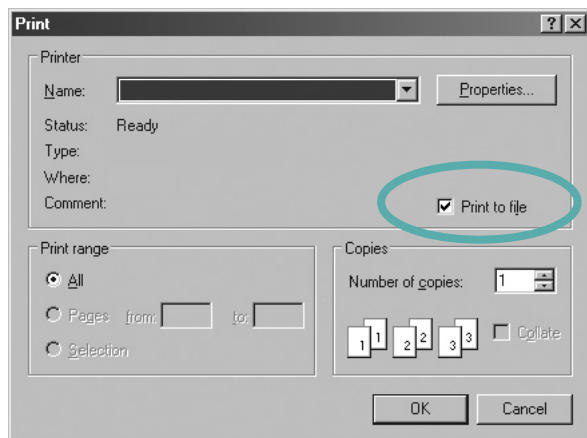 Print
Printer
Name:
Properties...
Status: Ready
Type:
Where:
Comment:
Print to file
Print range
All
Pages from: to:
Selection
Copies
Number of copies: 1
1 1 2 2 3 3
Collate
OK Cancel